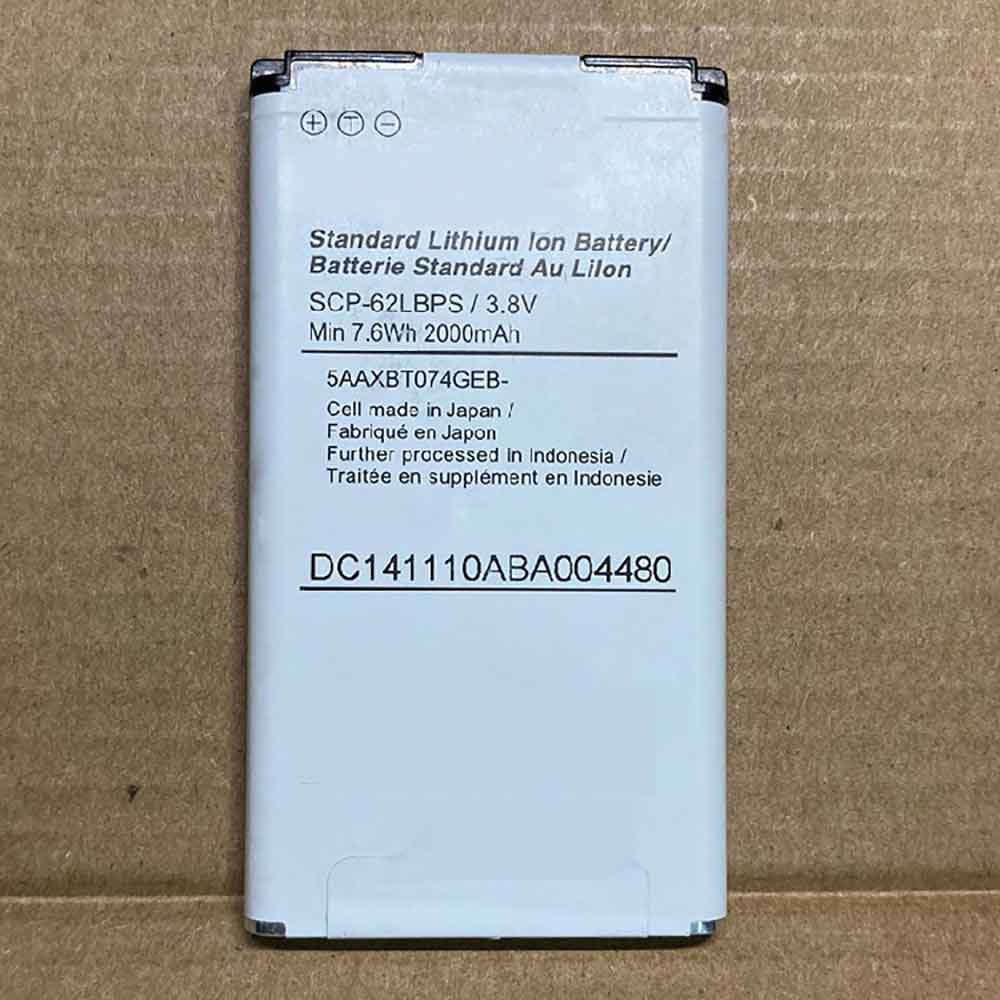 + T −
Standard Lithium Ion Battery/
Batterie Standard Au LiIon
SCP-62LBPS / 3.8V
Min 7.6Wh 2000mAh
5AAXBT074GEB-
Cell made in Japan /
Fabriqué en Japon
Further processed In Indonesia /
Traitée en supplément en Indonesie
DC141110ABA004480